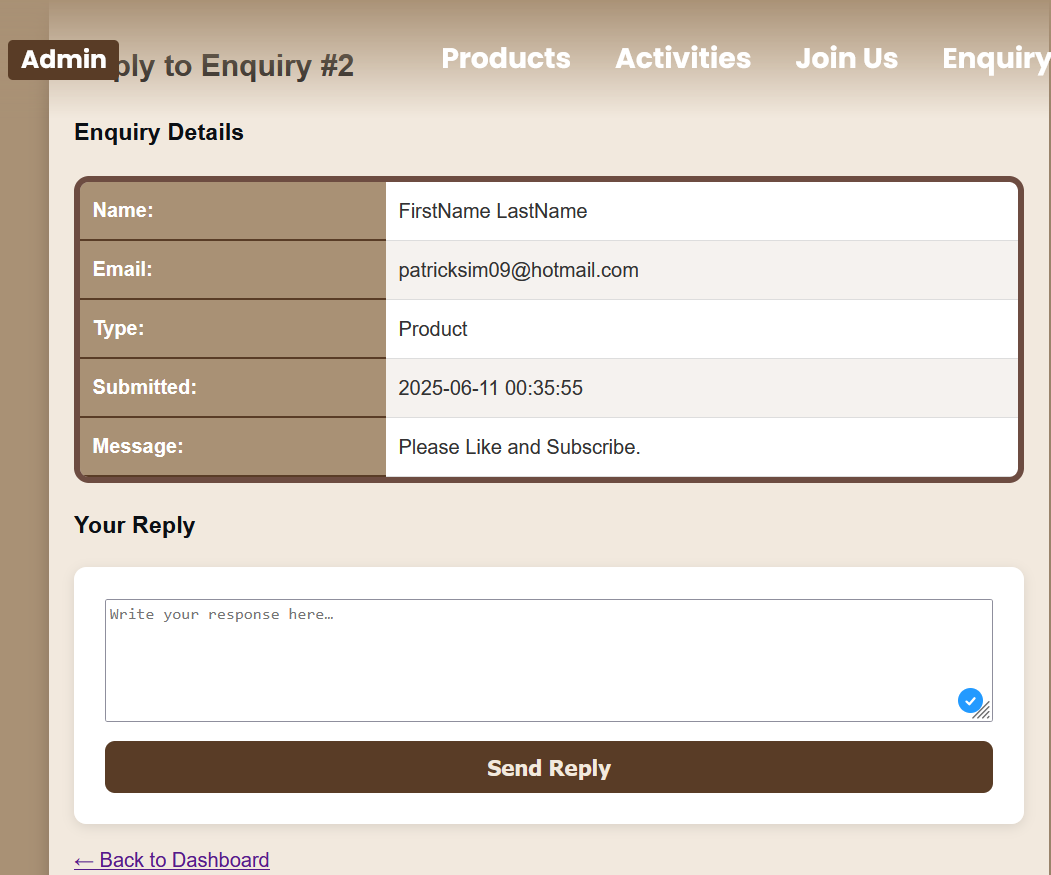 Admin
ply to Enquiry #2
Products Activities Join Us Enquiry
Enquiry Details
Name: FirstName LastName
Email: patricksim09@hotmail.com
Type: Product
Submitted: 2025-06-11 00:35:55
Message: Please Like and Subscribe.
Your Reply
Write your response here…
Send Reply
← Back to Dashboard